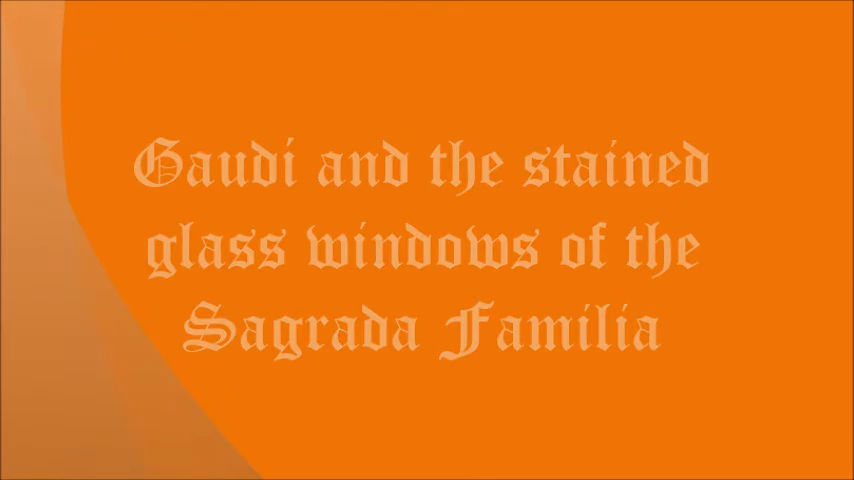 Gaudi and the stained
glass windows of the
Sagrada Familia